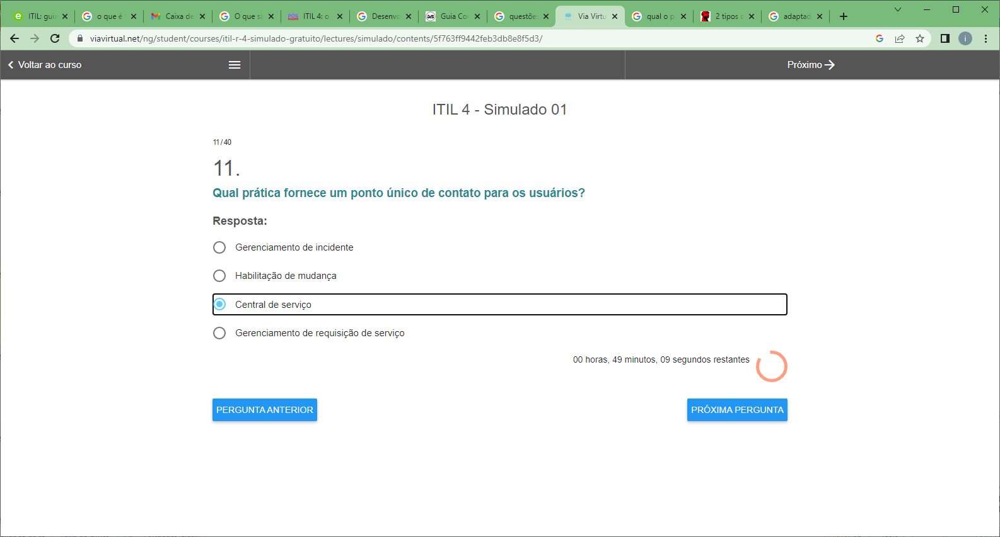 ITIL: guia
o que é
Caixa de
O que sã
ITIL 4: o
Desenvo
Guia Co
questõe
Via Virtu
qual o p
2 tipos
adaptad
viavirtual.net/ng/student/courses/itil-r-4-simulado-gratuito/lectures/simulado/contents/5f763ff9442feb3db8e8f5d3/
i
Voltar ao curso
Próximo
ITIL 4 - Simulado 01
11 / 40
11.
Qual prática fornece um ponto único de contato para os usuários?
Resposta:
Gerenciamento de incidente
Habilitação de mudança
Central de serviço
Gerenciamento de requisição de serviço
00 horas, 49 minutos, 09 segundos restantes
PERGUNTA ANTERIOR
PRÓXIMA PERGUNTA